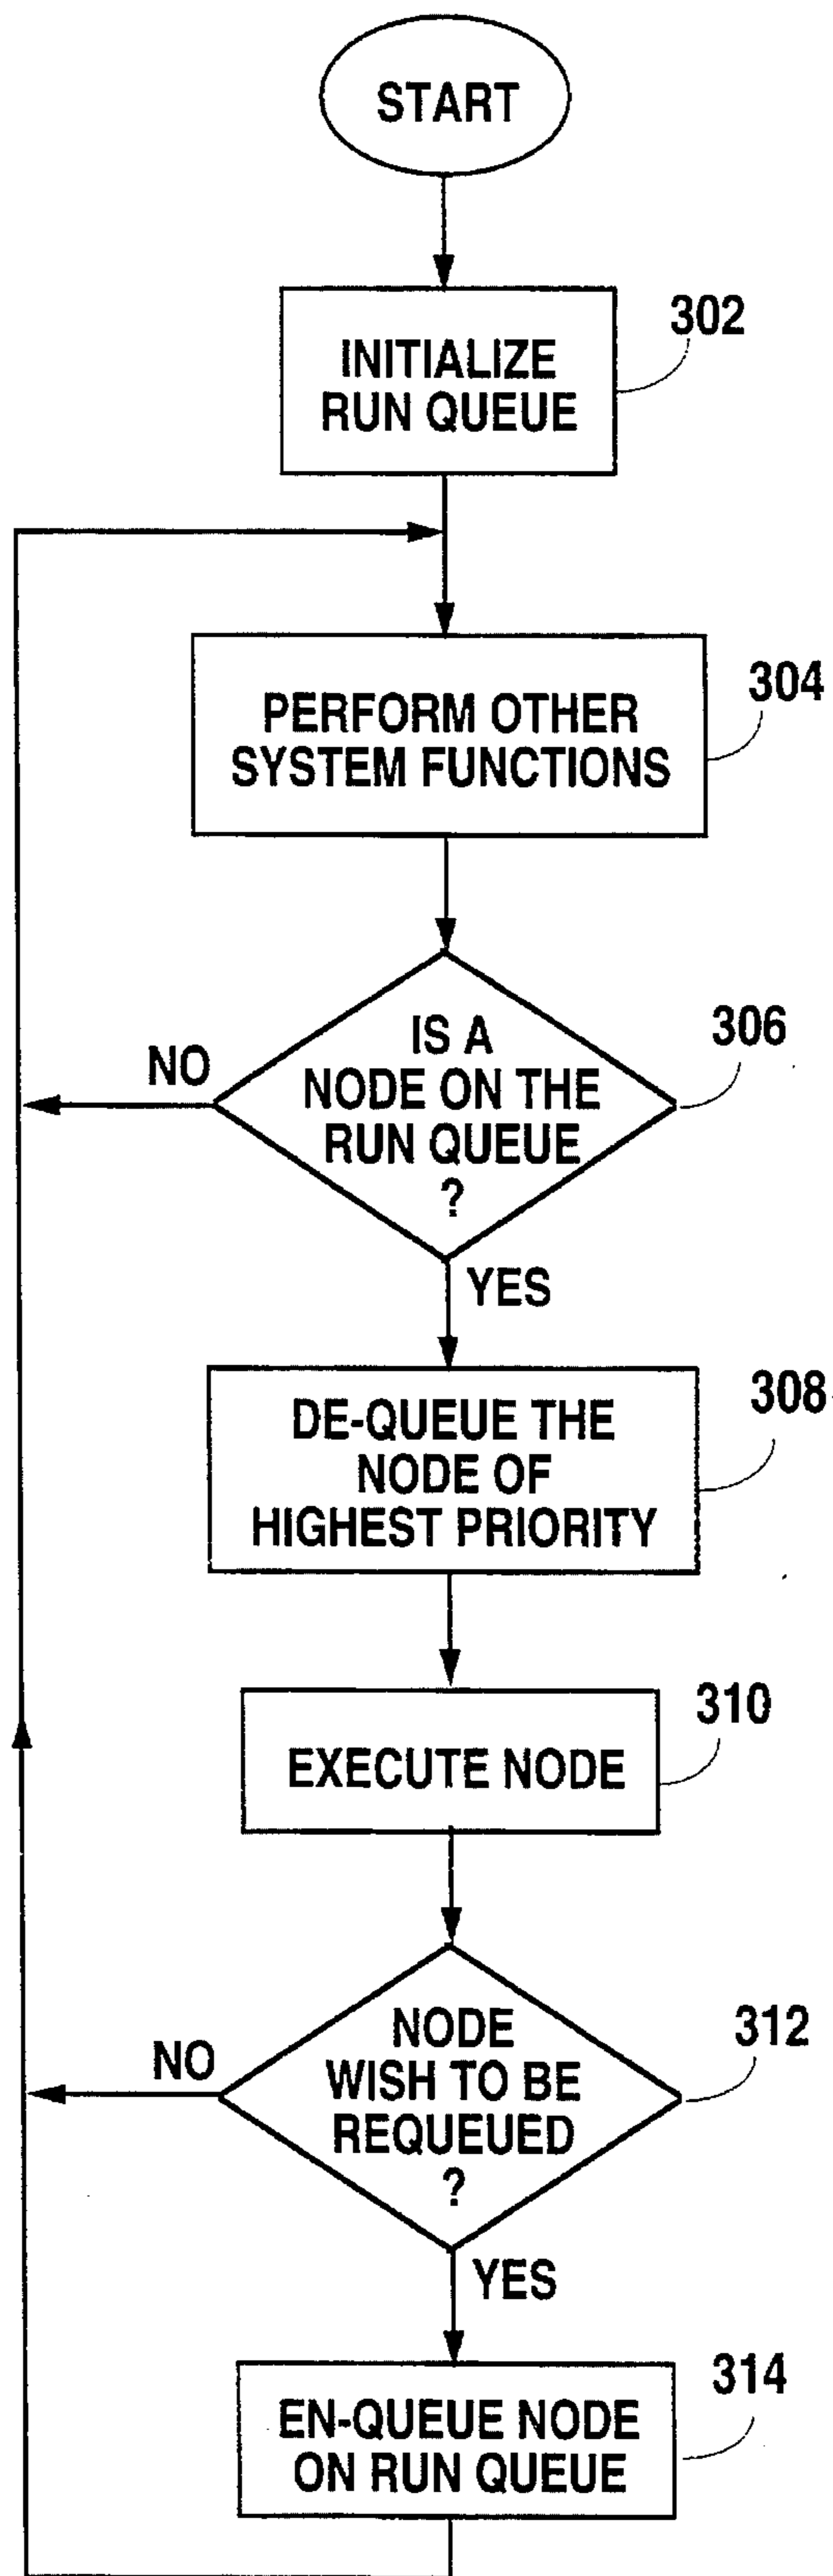 START
302
INITIALIZE
RUN QUEUE
304
PERFORM OTHER
SYSTEM FUNCTIONS
306
IS A
NODE ON THE
RUN QUEUE
?
NO
YES
308
DE-QUEUE THE
NODE OF
HIGHEST PRIORITY
310
EXECUTE NODE
312
NODE
WISH TO BE
REQUEUED
?
NO
YES
314
EN-QUEUE NODE
ON RUN QUEUE